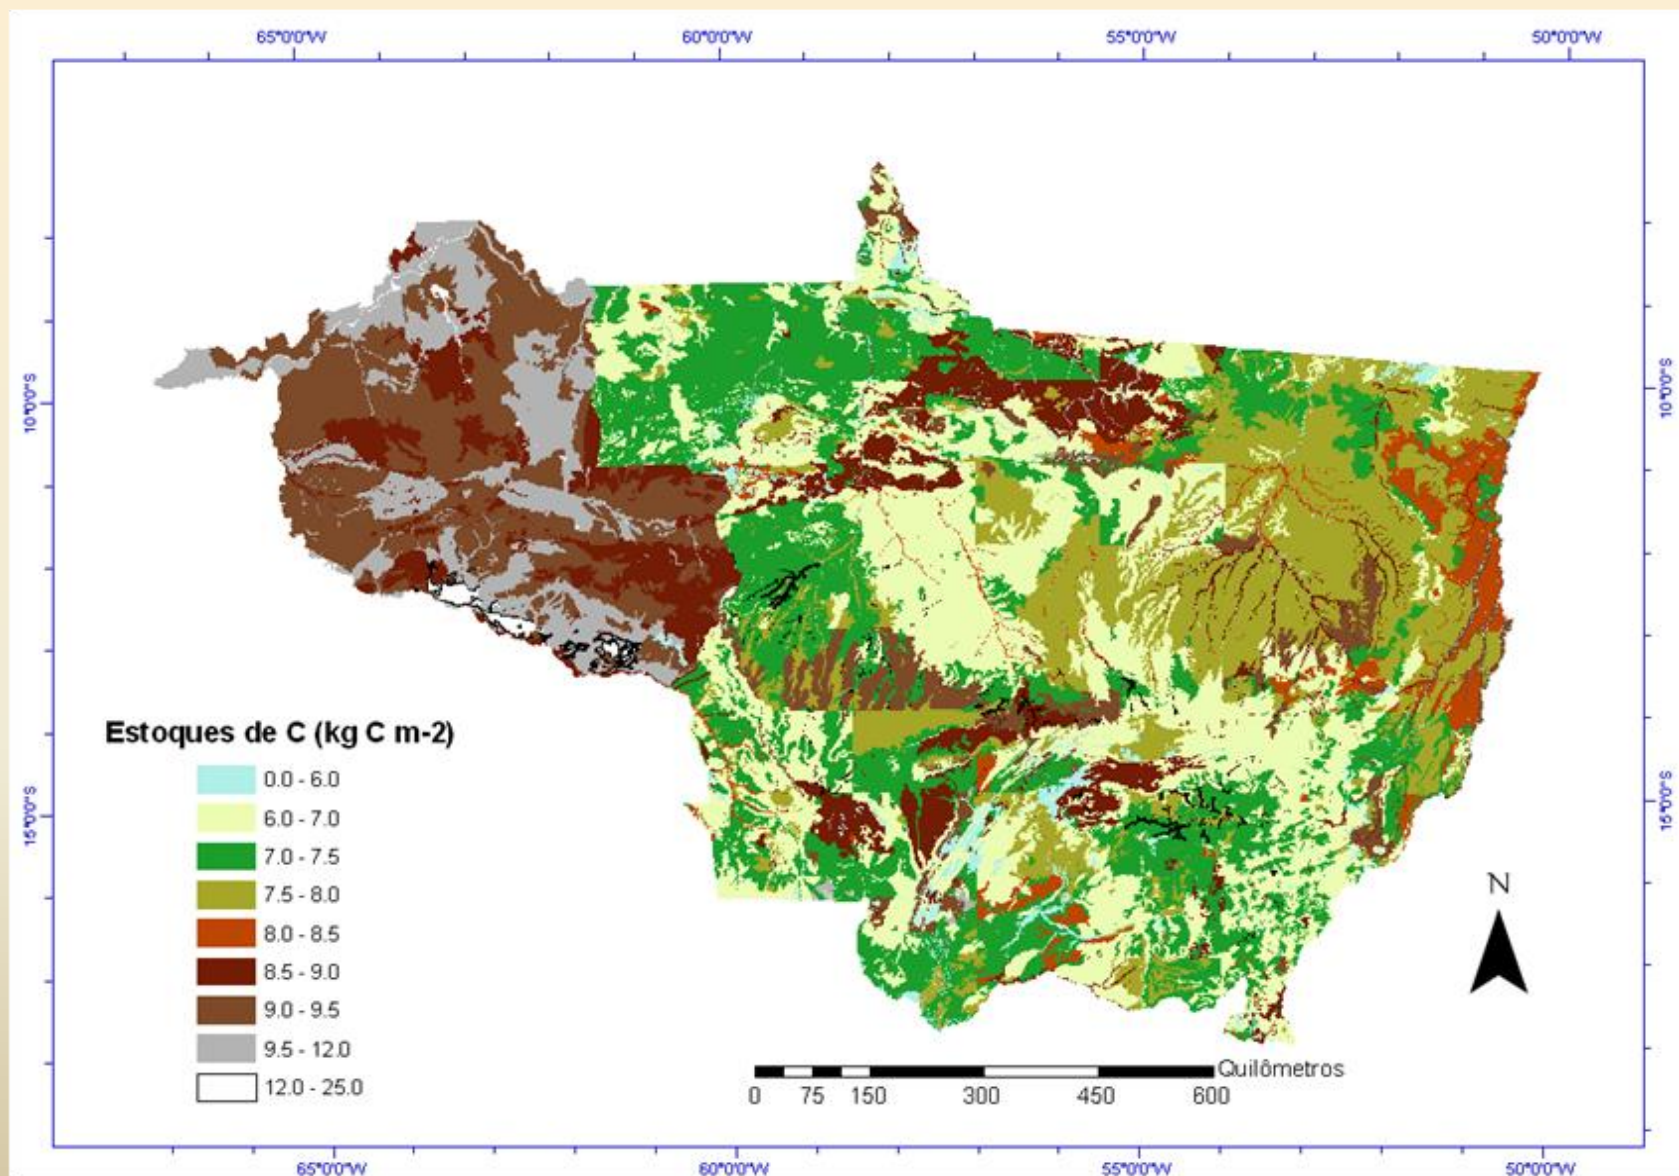 65°0'0"W 60°0'0"W 55°0'0"W 50°0'0"W
10°0'0"S 10°0'0"S
Estoques de C (kg C m-2)
0.0 - 6.0
6.0 - 7.0
7.0 - 7.5
7.5 - 8.0
8.0 - 8.5
8.5 - 9.0
9.0 - 9.5
9.5 - 12.0
12.0 - 25.0
15°0'0"S 15°0'0"S
N
Quilômetros
0 75 150 300 450 600
65°0'0"W 60°0'0"W 55°0'0"W 50°0'0"W